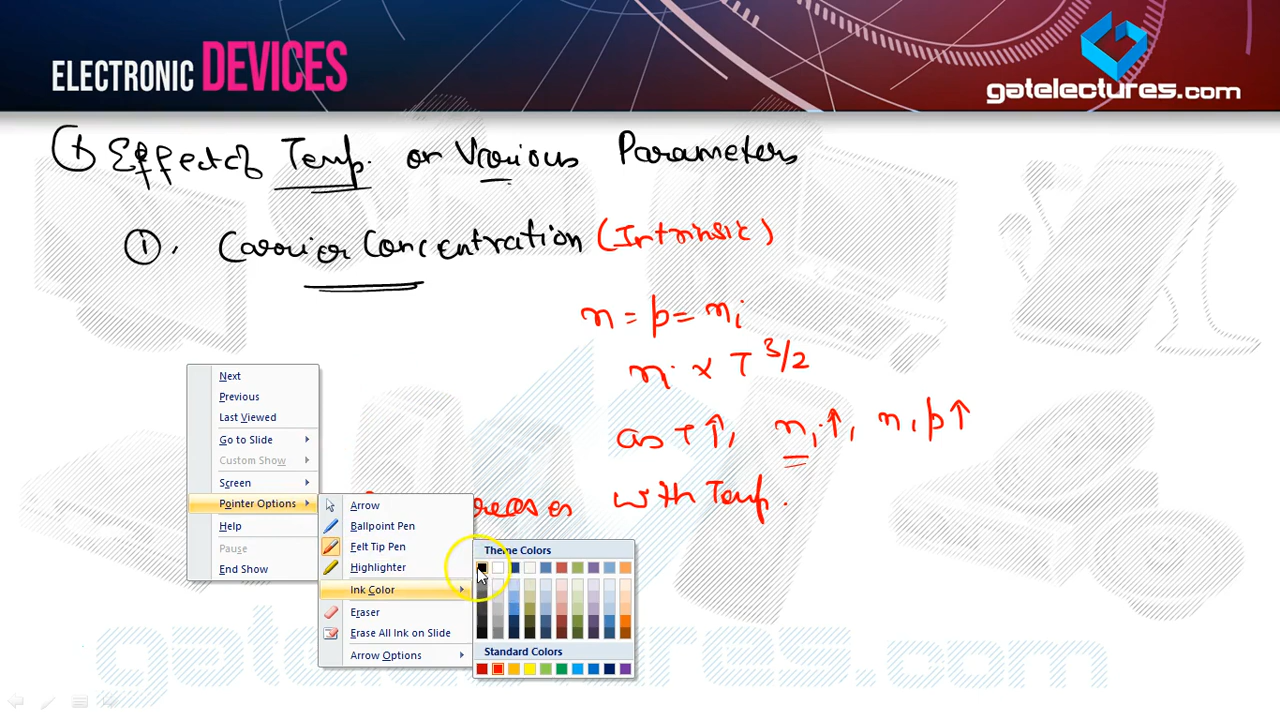 ELECTRONIC DEVICES
gatelectures.com
Effect of Temp. on Various Parameters
①. Carrier Concentration (Intrinsic)
n = p = ni
ni ∝ T 3/2
as T ↑, ni ↑, n, p ↑
with Temp.
Next
Previous
Last Viewed
Go to Slide
Custom Show
Screen
Pointer Options
Help
Pause
End Show
Arrow
Ballpoint Pen
Felt Tip Pen
Highlighter
Ink Color
Eraser
Erase All Ink on Slide
Arrow Options
Theme Colors
Standard Colors